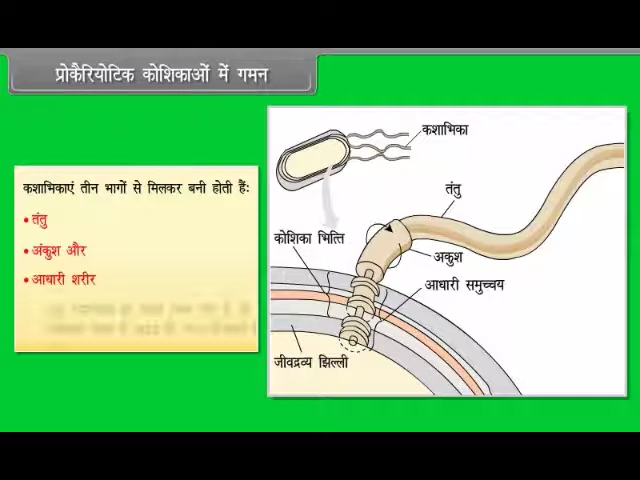 प्रोकैरियोटिक कोशिकाओं में गमन
कशाभिकाएं तीन भागों से मिलकर बनी होती हैं:
• तंतु
• अंकुश और
• आधारी शरीर
कशाभिका
तंतु
कोशिका भित्ति
अंकुश
आधारी समुच्चय
जीवद्रव्य झिल्ली